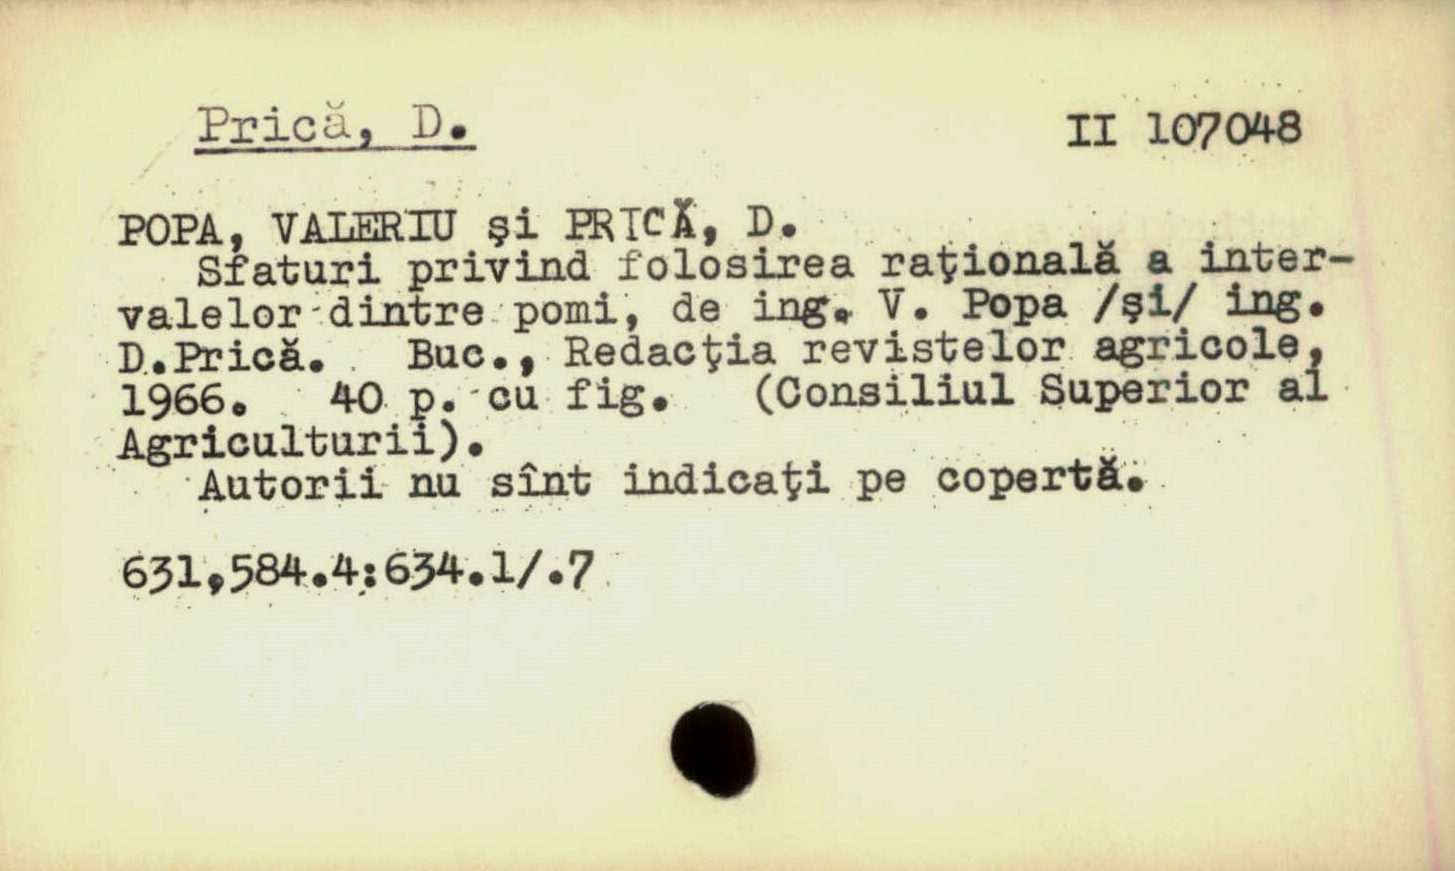 Prică, D.
II 107048
POPA, VALERIU şi PRICĂ, D.
Sfaturi privind folosirea raţională a inter-
valelor dintre pomi, de ing. V. Popa /şi/ ing.
D.Prică. Buc., Redacţia revistelor agricole,
1966. 40 p. cu fig. (Consiliul Superior al
Agriculturii).
Autorii nu sînt indicaţi pe copertă.
631,584.4:634.1/.7